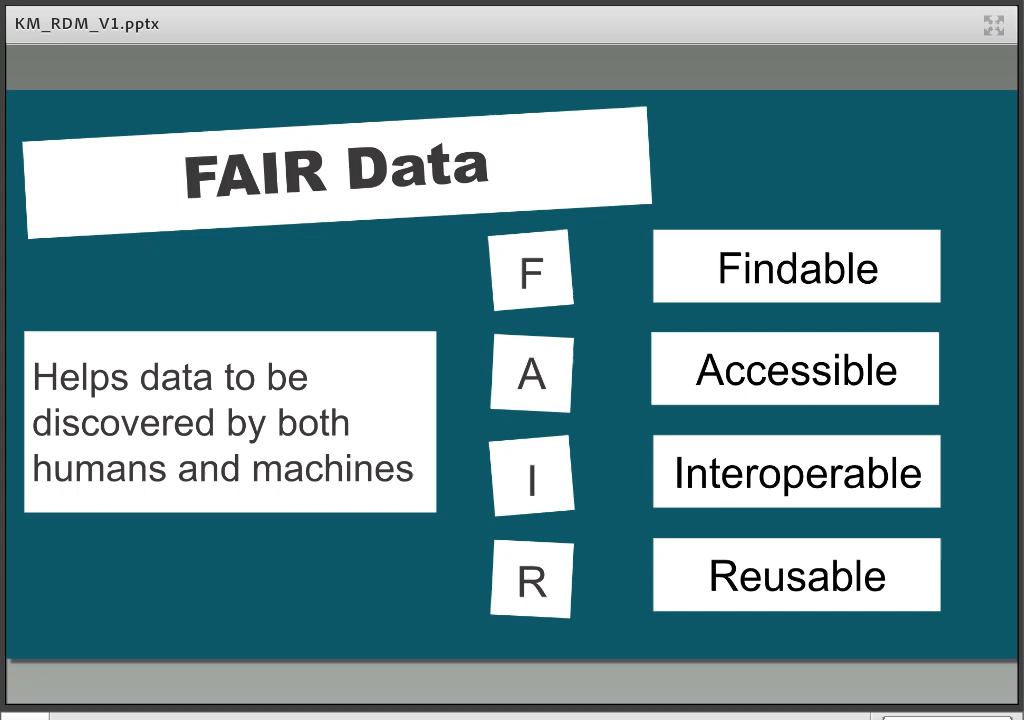 KM_RDM_V1.pptx
FAIR Data
F
Findable
Helps data to be
discovered by both
humans and machines
A
Accessible
I
Interoperable
R
Reusable